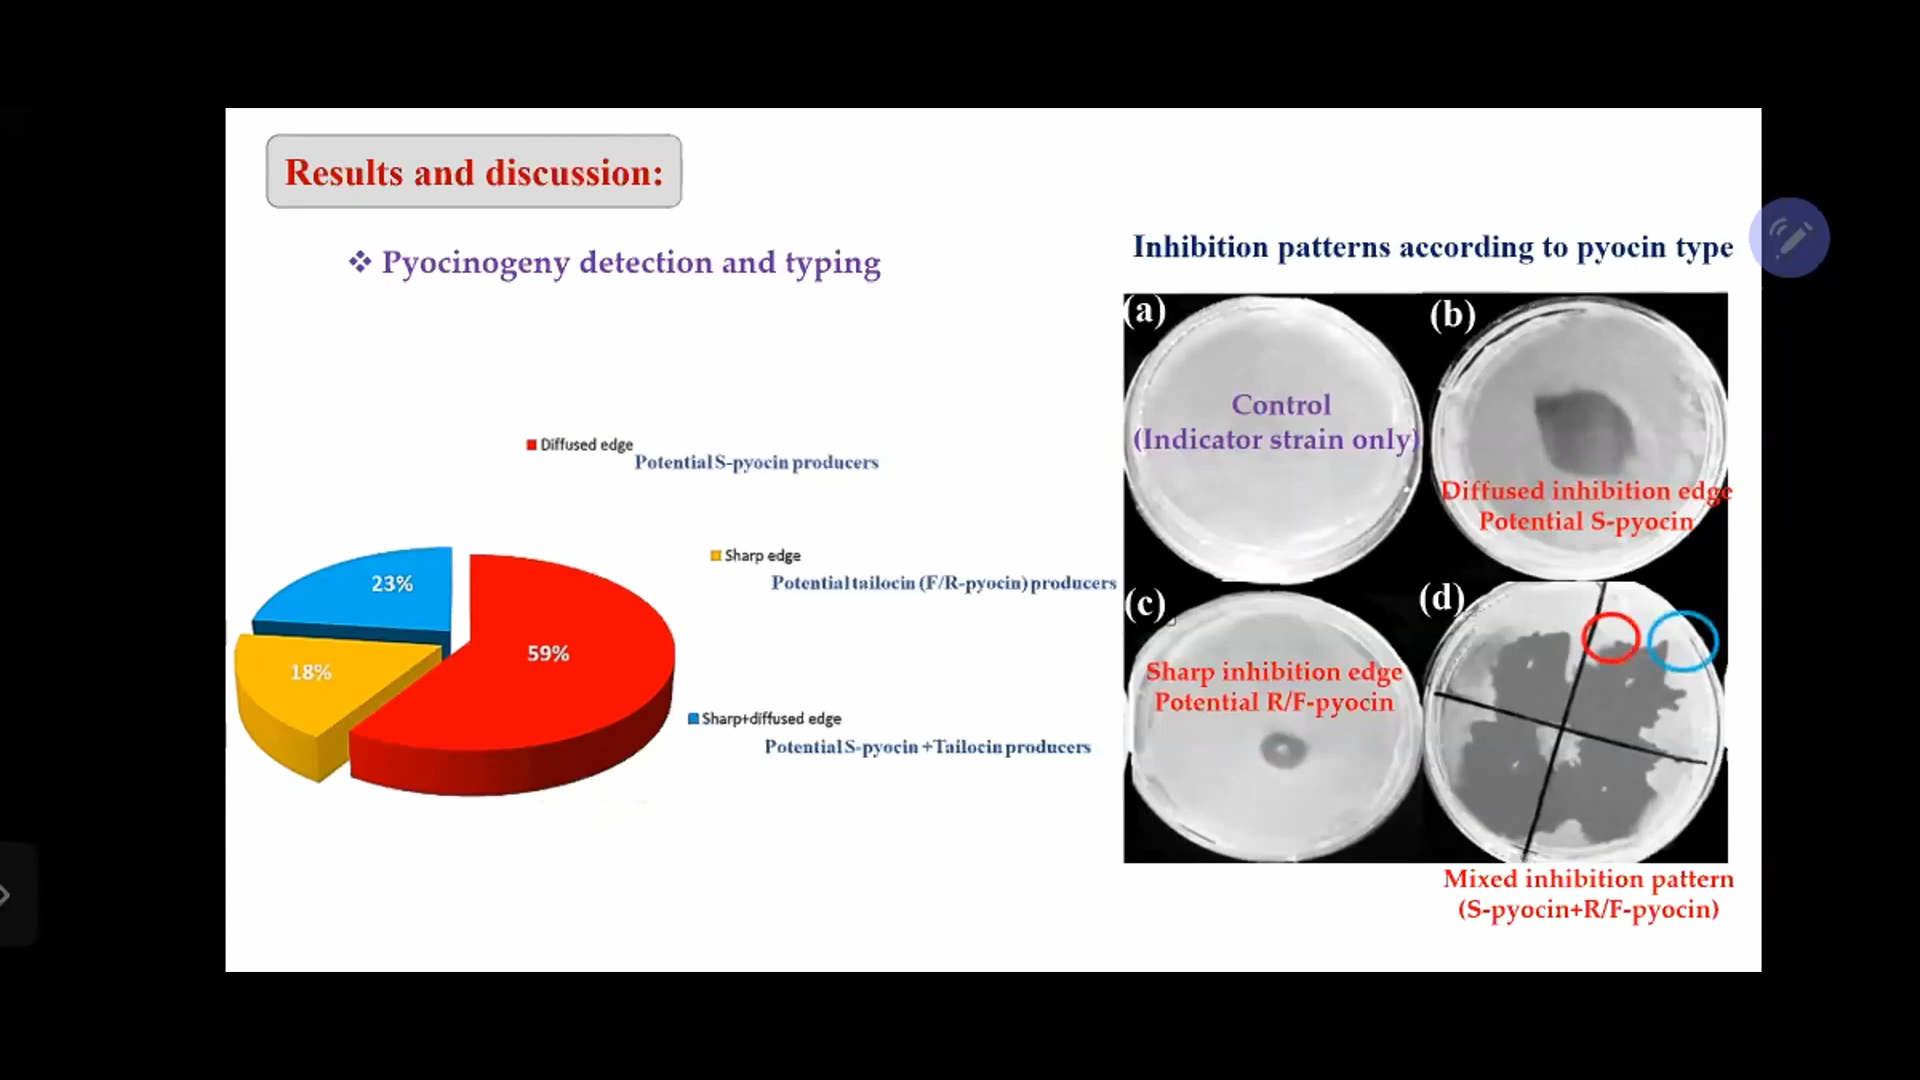 Results and discussion:
❖ Pyocinogeny detection and typing
Inhibition patterns according to pyocin type
Diffused edge
Potential S-pyocin producers
Sharp edge
Potential tailocin (F/R-pyocin) producers
Sharp+diffused edge
Potential S-pyocin +Tailocin producers
23%
18%
59%
(a)
Control
(Indicator strain only)
(b)
Diffused inhibition edge
Potential S-pyocin
(c)
Sharp inhibition edge
Potential R/F-pyocin
(d)
Mixed inhibition pattern
(S-pyocin+R/F-pyocin)